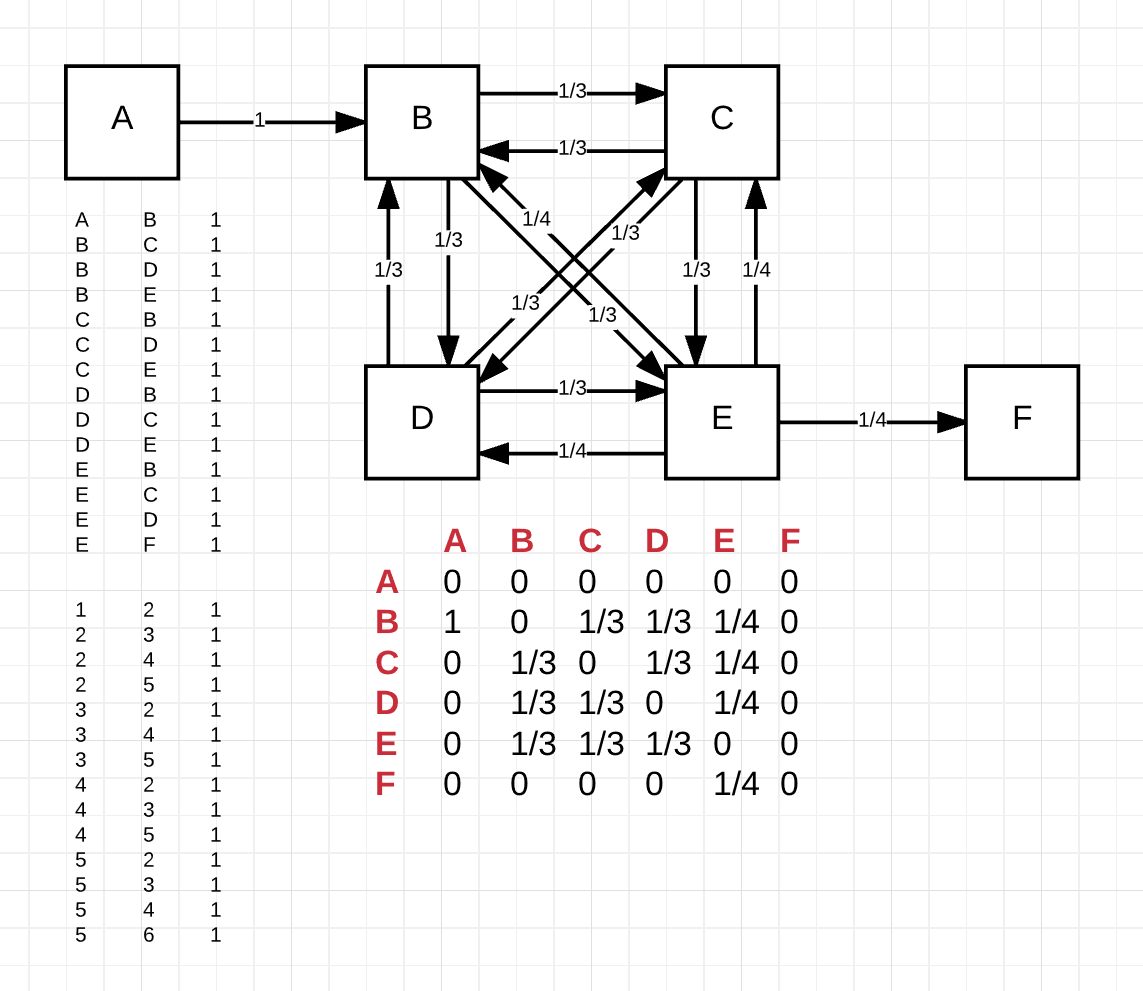 A
B
C
1
1/3
1/3
1/4
1/3
1/3
1/3
1/3
1/3
1/4
1/3
1/3
D
E
F
1/3
1/4
1/4
A B 1
B C 1
B D 1
B E 1
C B 1
C D 1
C E 1
D B 1
D C 1
D E 1
E B 1
E C 1
E D 1
E F 1
1 2 1
2 3 1
2 4 1
2 5 1
3 2 1
3 4 1
3 5 1
4 2 1
4 3 1
4 5 1
5 2 1
5 3 1
5 4 1
5 6 1
A B C D E F
A 0 0 0 0 0 0
B 1 0 1/3 1/3 1/4 0
C 0 1/3 0 1/3 1/4 0
D 0 1/3 1/3 0 1/4 0
E 0 1/3 1/3 1/3 0 0
F 0 0 0 0 1/4 0